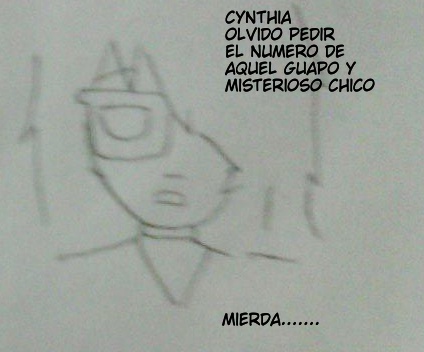 CYNTHIA
OLVIDO PEDIR
EL NUMERO DE
AQUEL GUAPO Y
MISTERIOSO CHICO
MIERDA.......